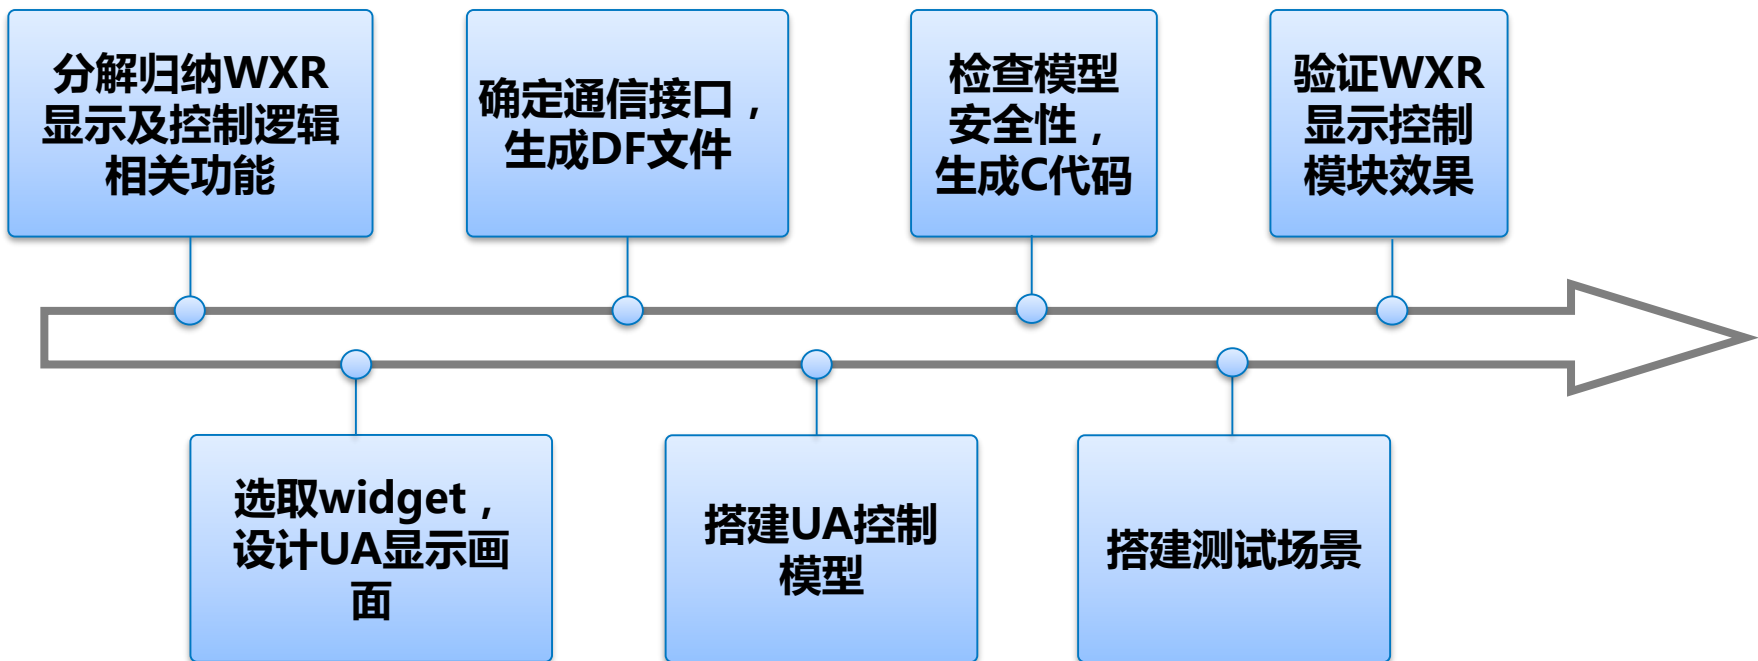 分解归纳WXR
显示及控制逻辑
相关功能
确定通信接口，
生成DF文件
检查模型
安全性，
生成C代码
验证WXR
显示控制
模块效果
选取widget，
设计UA显示画
面
搭建UA控制
模型
搭建测试场景